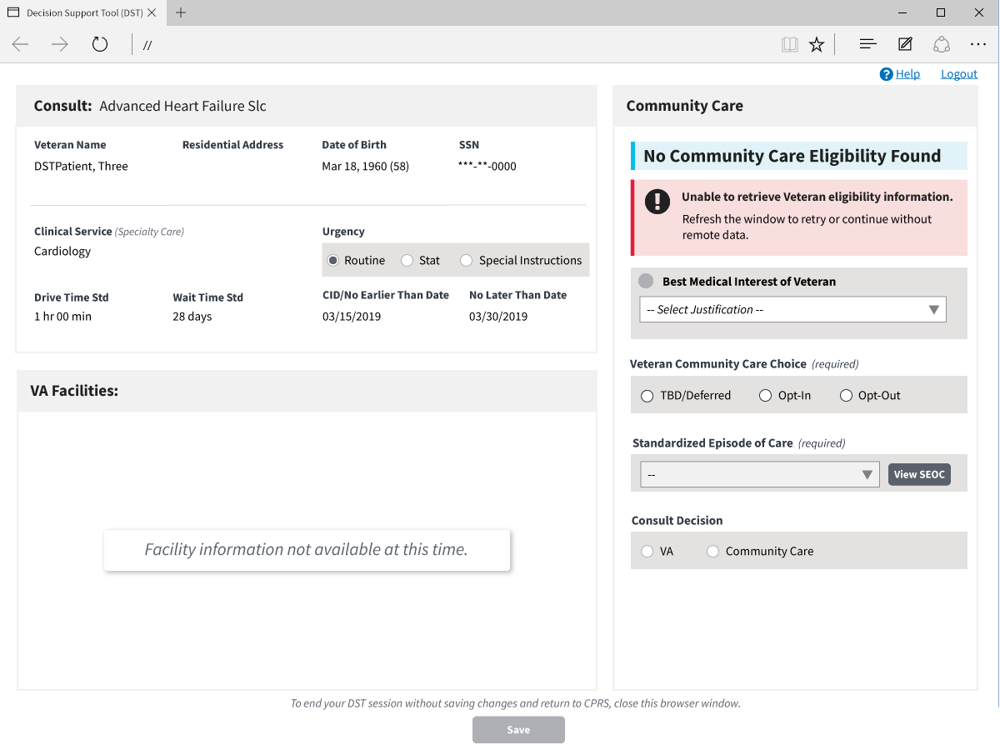 Decision Support Tool (DST)
//
? Help Logout
Consult: Advanced Heart Failure Slc
Veteran Name Residential Address Date of Birth SSN
DSTPatient, Three Mar 18, 1960 (58) ***-**-0000
Clinical Service (Specialty Care) Urgency
Cardiology
Routine Stat Special Instructions
Drive Time Std Wait Time Std CID/No Earlier Than Date No Later Than Date
1 hr 00 min 28 days 03/15/2019 03/30/2019
VA Facilities:
Facility information not available at this time.
Community Care
No Community Care Eligibility Found
! Unable to retrieve Veteran eligibility information.
Refresh the window to retry or continue without
remote data.
Best Medical Interest of Veteran
-- Select Justification --
Veteran Community Care Choice (required)
TBD/Deferred Opt-In Opt-Out
Standardized Episode of Care (required)
-- View SEOC
Consult Decision
VA Community Care
To end your DST session without saving changes and return to CPRS, close this browser window.
Save